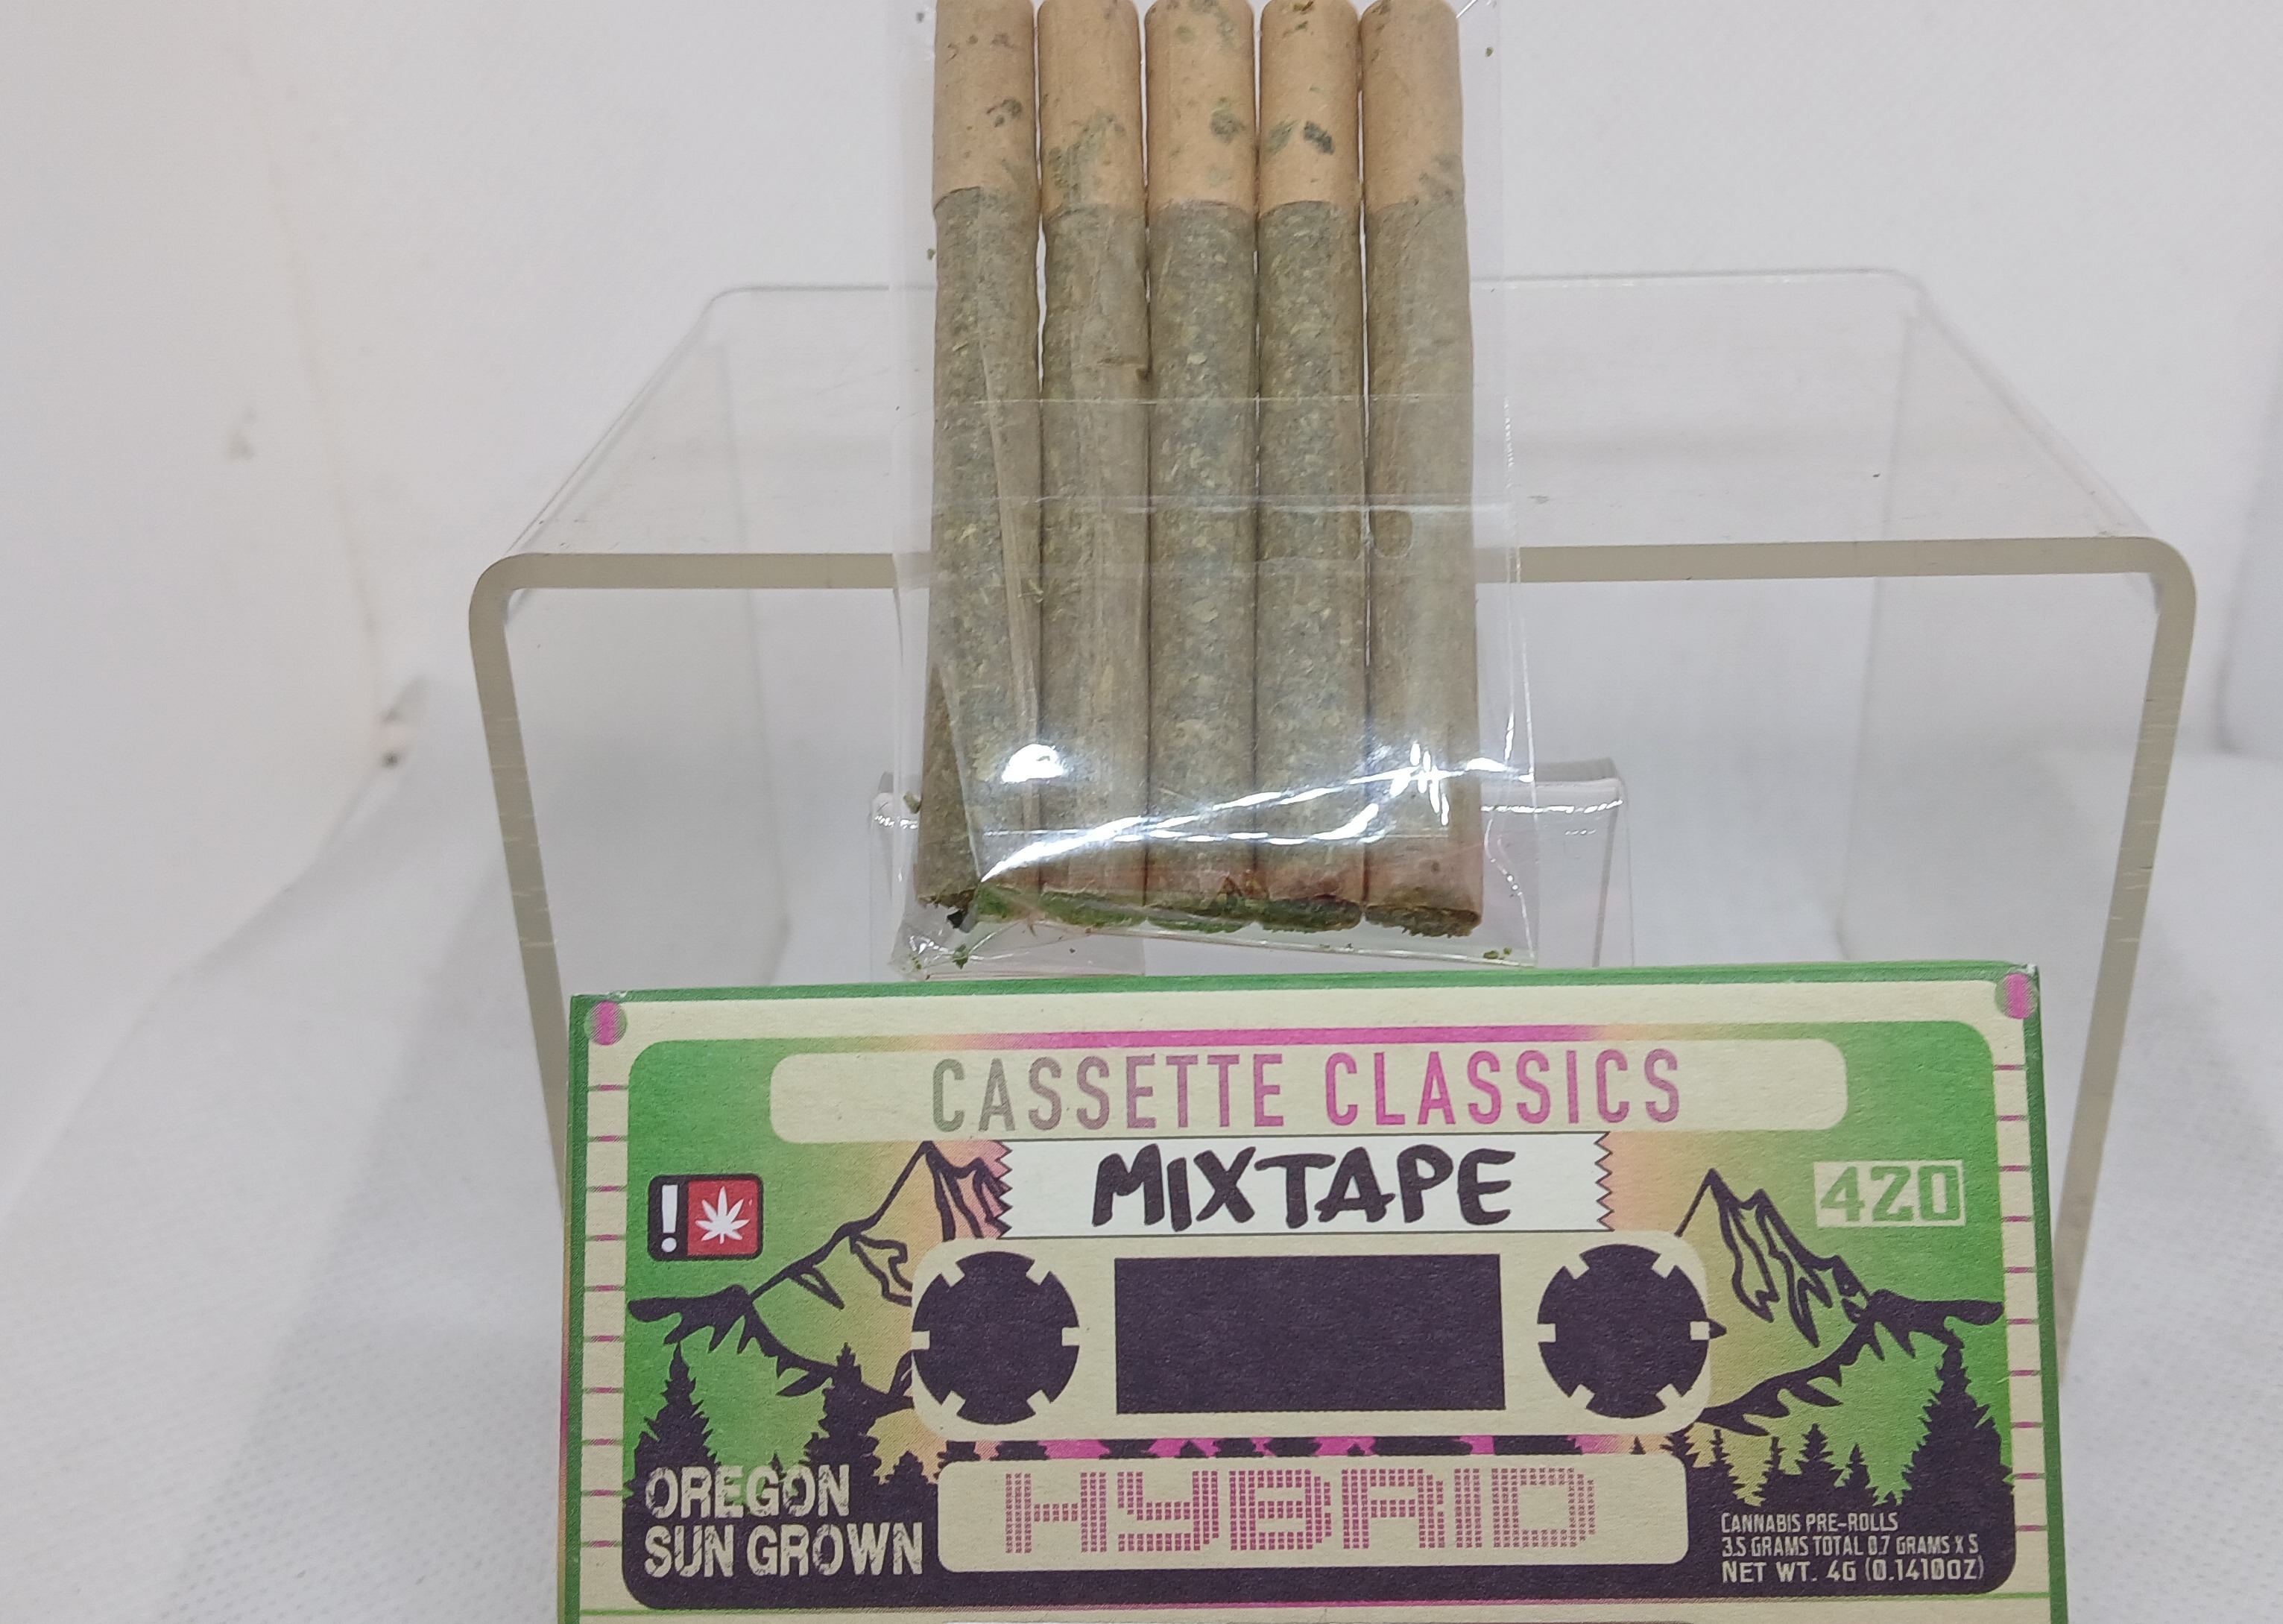 CASSETTE CLASSICS
MIXTAPE
!
420
OREGON
SUN GROWN
HYBRID
CANNABIS PRE-ROLLS
3.5 GRAMS TOTAL 0.7 GRAMS X 5
NET WT. 4G (0.1410OZ)